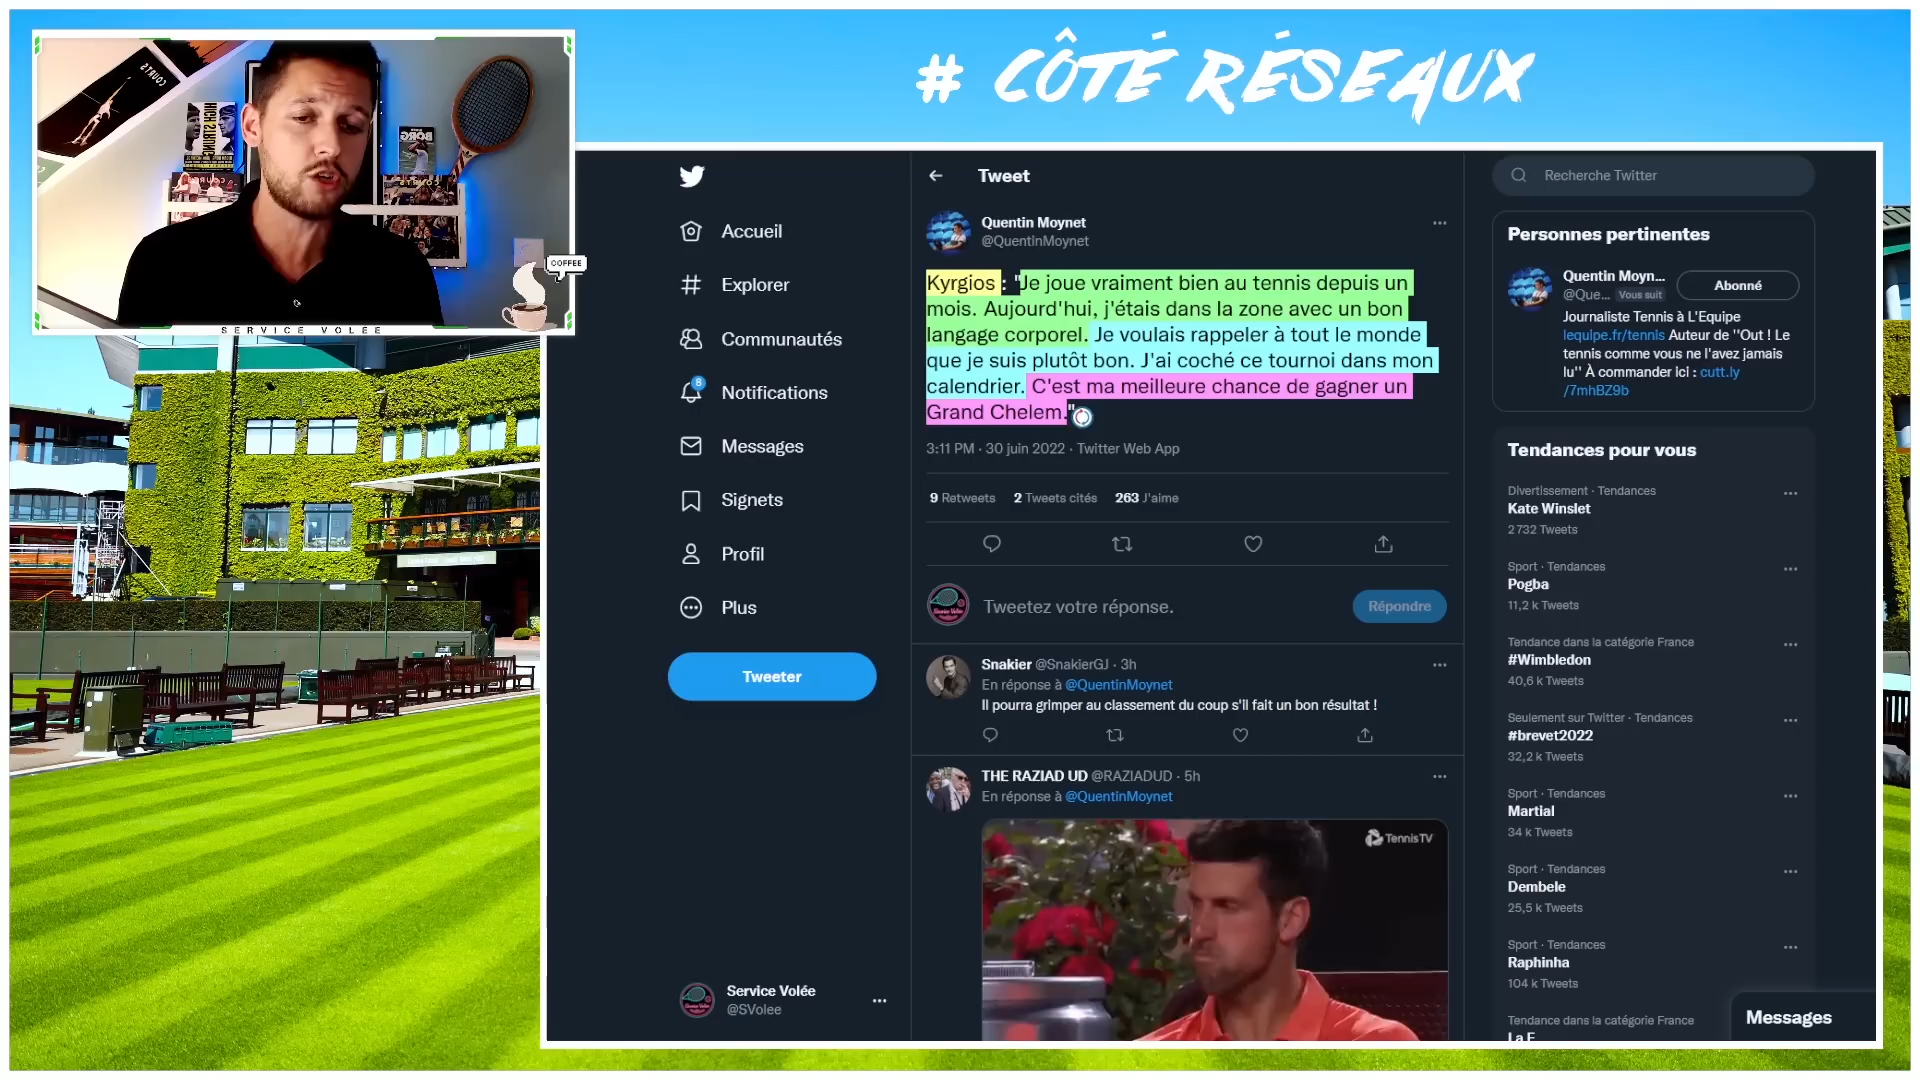 # CÔTÉ RÉSEAUX
COURTS
BORG
COURTS
COFFEE
SERVICE VOLÉE
Accueil
Explorer
Communautés
8
Notifications
Messages
Signets
Profil
Plus
Tweeter
Service Volée
@SVolee
Tweet
Quentin Moynet
@QuentinMoynet
Kyrgios : "Je joue vraiment bien au tennis depuis un
mois. Aujourd'hui, j'étais dans la zone avec un bon
langage corporel. Je voulais rappeler à tout le monde
que je suis plutôt bon. J'ai coché ce tournoi dans mon
calendrier. C'est ma meilleure chance de gagner un
Grand Chelem."
3:11 PM · 30 juin 2022 · Twitter Web App
9 Retweets 2 Tweets cités 263 J'aime
Tweetez votre réponse.
Répondre
Snakier @SnakierGJ · 3h
En réponse à @QuentinMoynet
Il pourra grimper au classement du coup s'il fait un bon résultat !
THE RAZIAD UD @RAZIADUD · 5h
En réponse à @QuentinMoynet
TennisTV
Recherche Twitter
Personnes pertinentes
Quentin Moyn...
@Que... Vous suit
Abonné
Journaliste Tennis à L'Equipe
lequipe.fr/tennis Auteur de "Out ! Le
tennis comme vous ne l'avez jamais
lu" À commander ici : cutt.ly
/7mhBZ9b
Tendances pour vous
Divertissement · Tendances
Kate Winslet
2 732 Tweets
Sport · Tendances
Pogba
11,2 k Tweets
Tendance dans la catégorie France
#Wimbledon
40,6 k Tweets
Seulement sur Twitter · Tendances
#brevet2022
32,2 k Tweets
Sport · Tendances
Martial
34 k Tweets
Sport · Tendances
Dembele
25,5 k Tweets
Sport · Tendances
Raphinha
104 k Tweets
Tendance dans la catégorie France
Messages